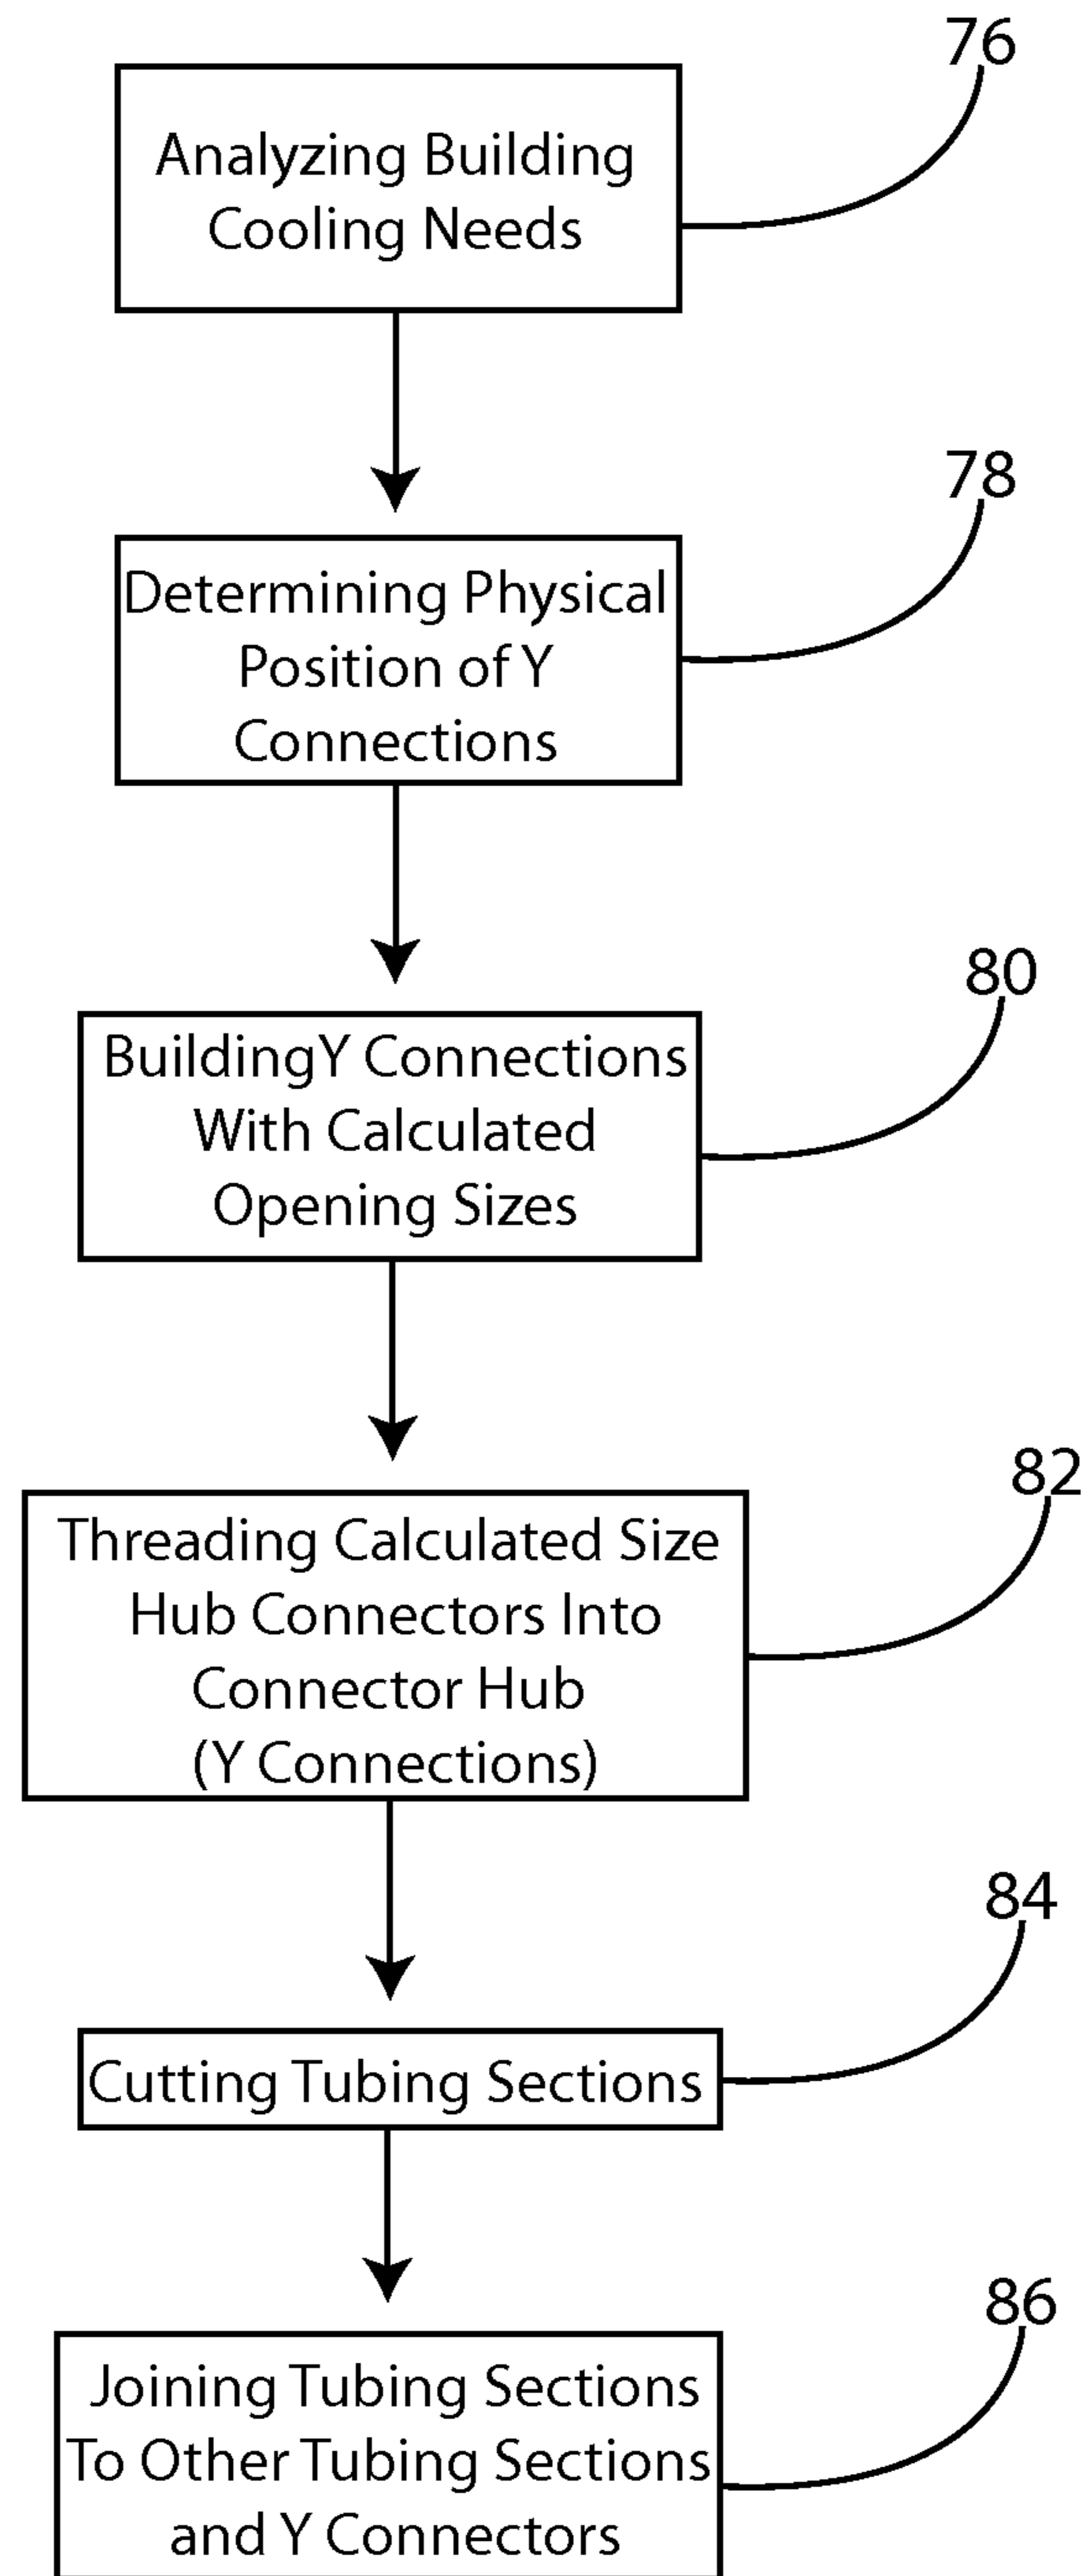 76
Analyzing Building
Cooling Needs
78
Determining Physical
Position of Y
Connections
80
BuildingY Connections
With Calculated
Opening Sizes
82
Threading Calculated Size
Hub Connectors Into
Connector Hub
(Y Connections)
84
Cutting Tubing Sections
86
Joining Tubing Sections
To Other Tubing Sections
and Y Connectors